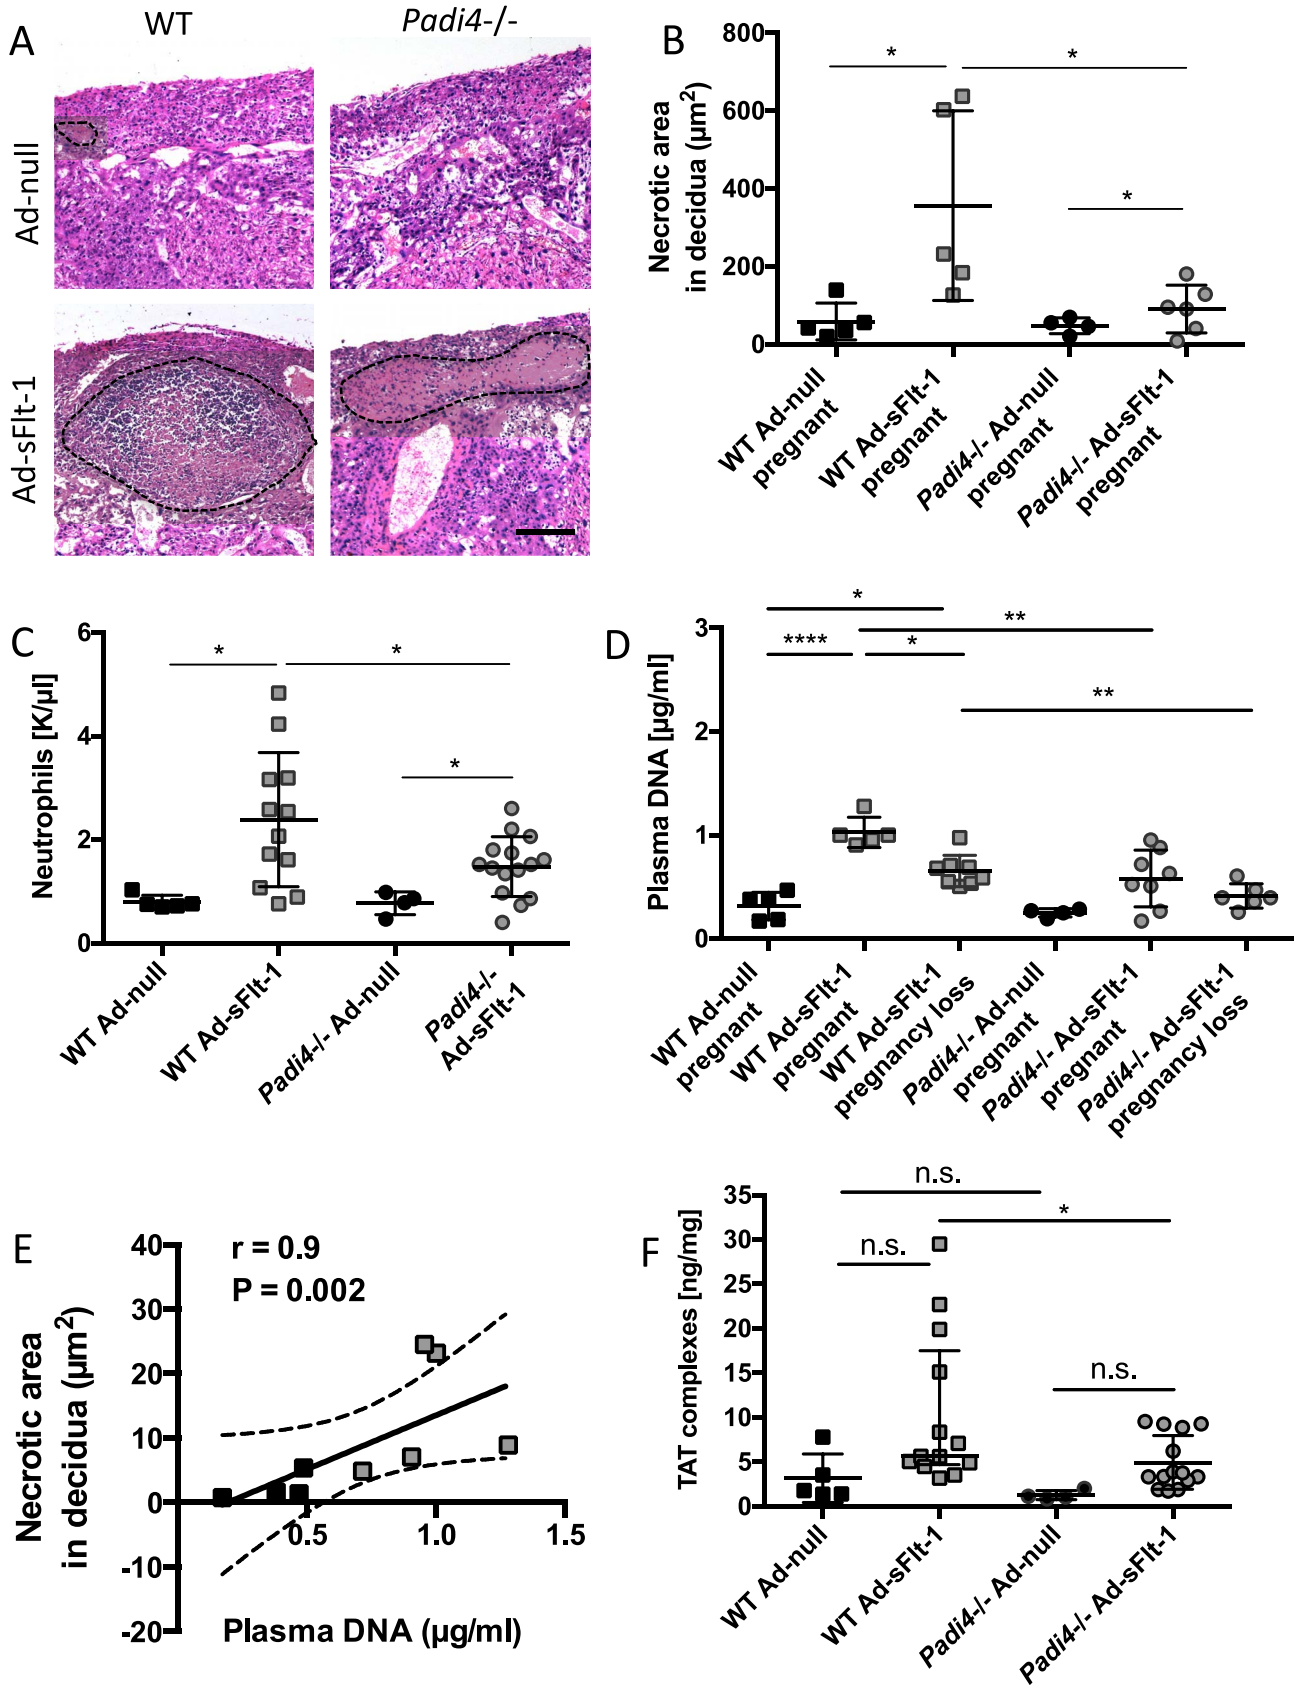 A
WT
Padi4-/-
Ad-null
Ad-sFlt-1
B
800
600
400
200
0
Necrotic area
in decidua (µm²)
*
*
*
WT Ad-null
pregnant
WT Ad-sFlt-1
pregnant
Padi4-/- Ad-null
pregnant
Padi4-/- Ad-sFlt-1
pregnant
C
6
4
2
0
Neutrophils [K/µl]
*
*
*
WT Ad-null
WT Ad-sFlt-1
Padi4-/- Ad-null
Padi4-/-
Ad-sFlt-1
D
3
2
1
0
Plasma DNA [µg/ml]
*
**
****
*
**
WT Ad-null
pregnant
WT Ad-sFlt-1
pregnant
WT Ad-sFlt-1
pregnancy loss
Padi4-/- Ad-null
pregnant
Padi4-/- Ad-sFlt-1
pregnant
Padi4-/- Ad-sFlt-1
pregnancy loss
E
40
30
20
10
0
-10
-20
Necrotic area
in decidua (µm²)
r = 0.9
P = 0.002
0.5
1.0
1.5
Plasma DNA (µg/ml)
F
35
30
25
20
15
10
5
0
TAT complexes [ng/mg]
n.s.
*
n.s.
n.s.
WT Ad-null
WT Ad-sFlt-1
Padi4-/- Ad-null
Padi4-/- Ad-sFlt-1